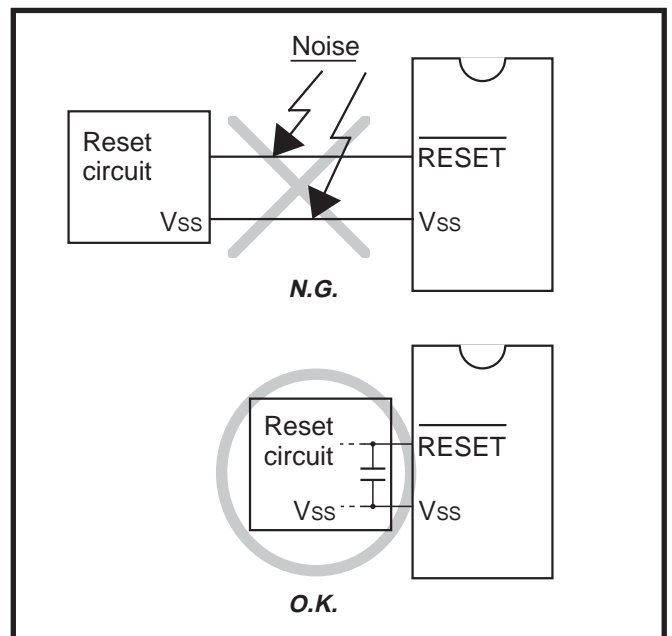 Noise
Reset
circuit
RESET
VSS
VSS
N.G.
Reset
circuit
RESET
VSS
VSS
O.K.